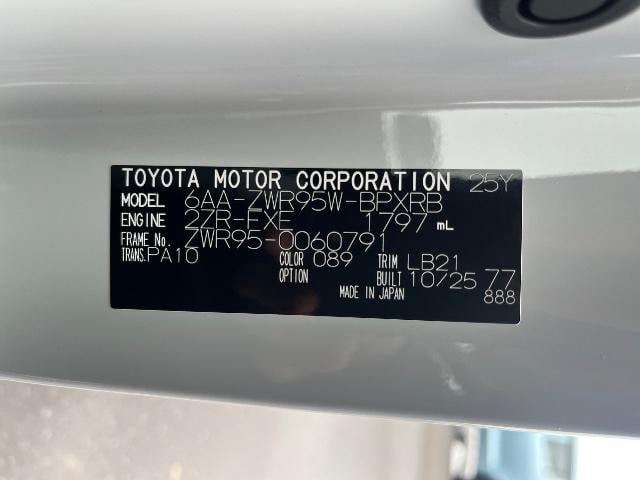 TOYOTA MOTOR CORPORATION 25Y
MODEL 6AA-ZWR95W-BPXRB
ENGINE 2ZR-FXE 1797 mL
FRAME No. ZWR95-0060791
TRANS. PA10 COLOR 089 TRIM LB21
OPTION BUILT 10/25 77
MADE IN JAPAN 888